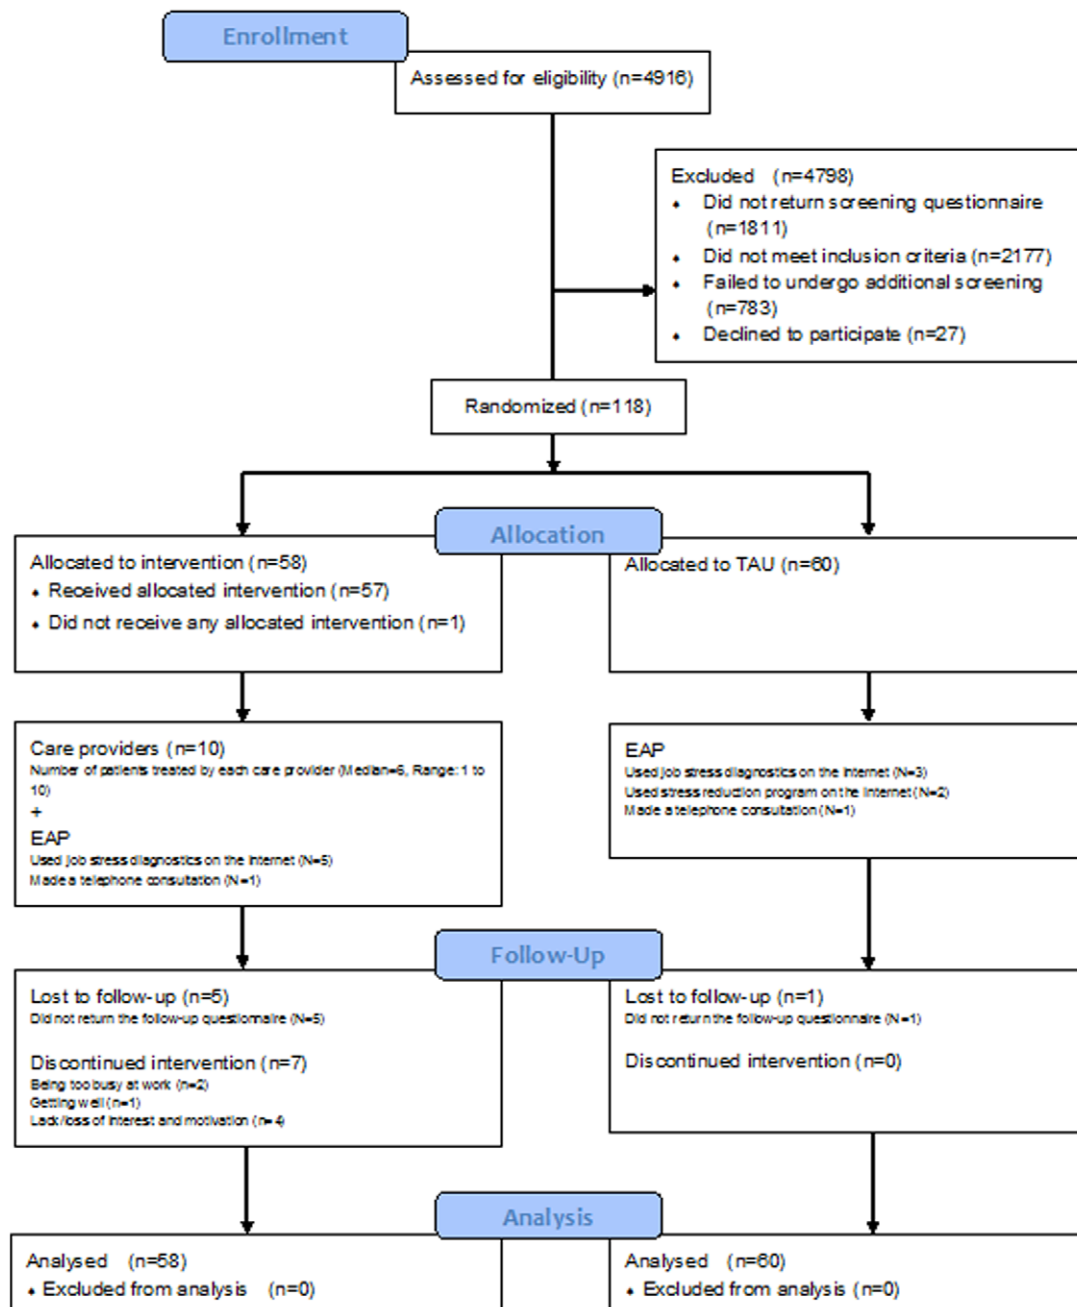 Enrollment
Assessed for eligibility (n=4916)
Excluded (n=4798)
⬧ Did not return screening questionnaire
(n=1811)
⬧ Did not meet inclusion criteria (n=2177)
⬧ Failed to undergo additional screening
(n=783)
⬧ Declined to participate (n=27)
Randomized (n=118)
Allocation
Allocated to intervention (n=58)
⬧ Received allocated intervention (n=57)
⬧ Did not receive any allocated intervention (n=1)
Allocated to TAU (n=60)
Care providers (n=10)
Number of patients treated by each care provider (Median=6, Range: 1 to
10)
+
EAP
Used job stress diagnostics on the Internet (N=5)
Made a telephone consultation (N=1)
EAP
Used job stress diagnostics on the Internet (N=3)
Used stress reduction program on the Internet (N=2)
Made a telephone consultation (N=1)
Follow-Up
Lost to follow-up (n=5)
Did not return the follow-up questionnaire (N=5)
Discontinued intervention (n=7)
Being too busy at work (n=2)
Getting well (n=1)
Lack/loss of interest and motivation (n=4)
Lost to follow-up (n=1)
Did not return the follow-up questionnaire (N=1)
Discontinued intervention (n=0)
Analysis
Analysed (n=58)
⬧ Excluded from analysis (n=0)
Analysed (n=60)
⬧ Excluded from analysis (n=0)